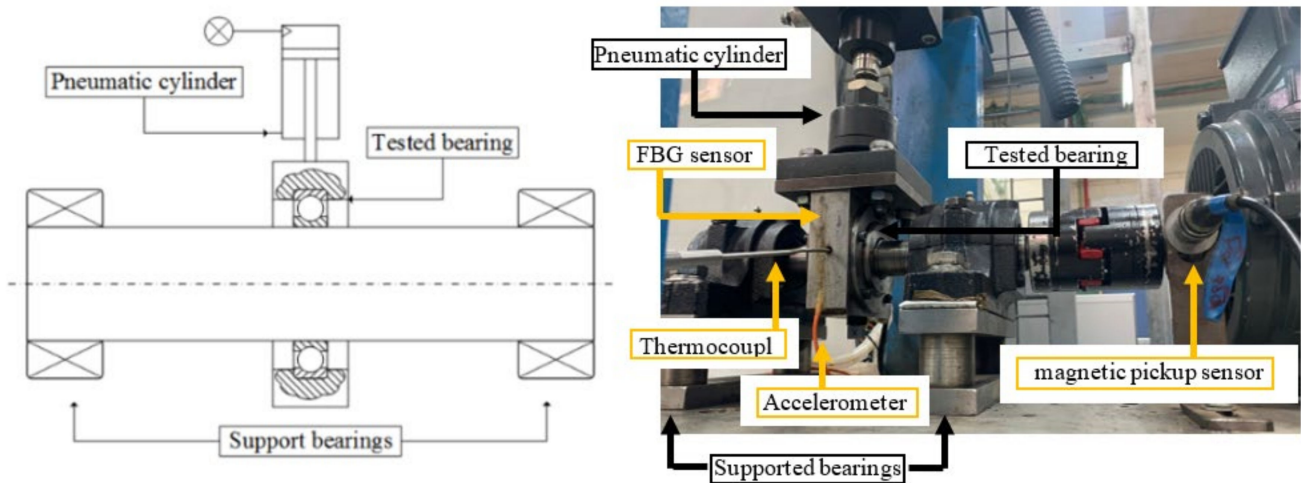 Pneumatic cylinder
Tested bearing
Support bearings
Pneumatic cylinder
FBG sensor
Tested bearing
Thermocoupl
Accelerometer
magnetic pickup sensor
Supported bearings